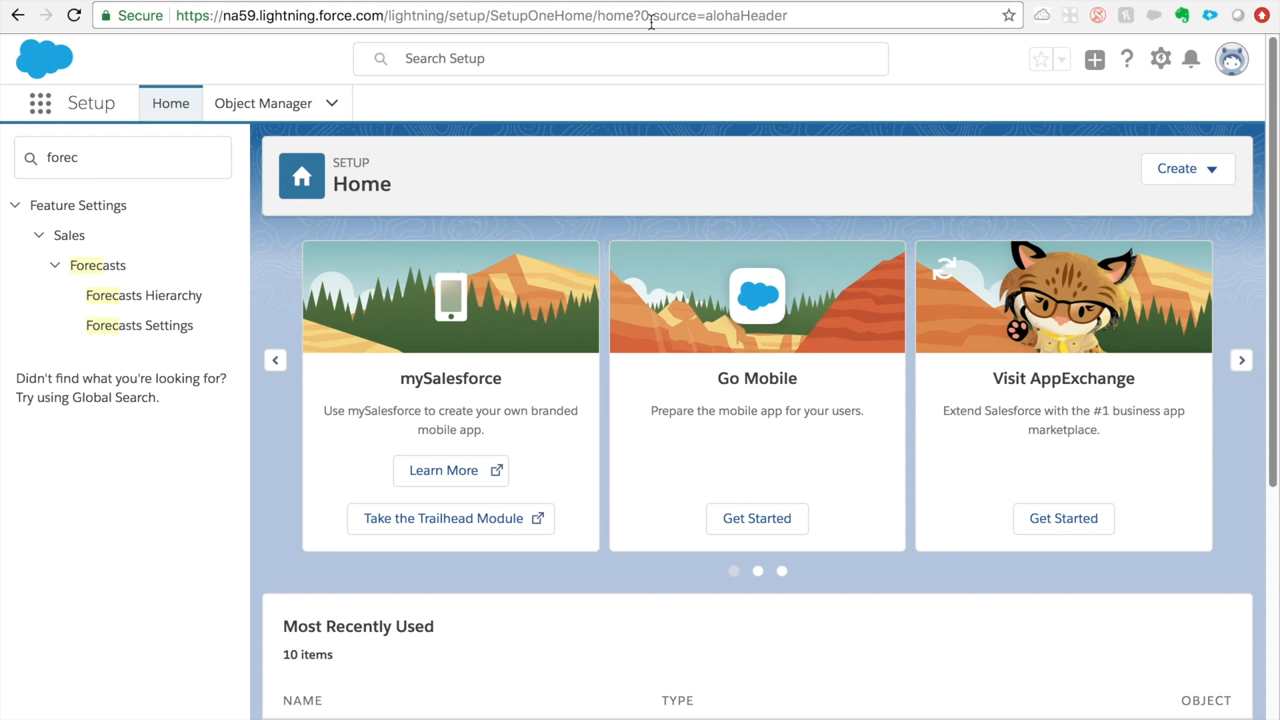 Secure https://na59.lightning.force.com/lightning/setup/SetupOneHome/home?0.source=alohaHeader
Search Setup
Setup Home Object Manager
forec
Feature Settings
Sales
Forecasts
Forecasts Hierarchy
Forecasts Settings
Didn't find what you're looking for?
Try using Global Search.
SETUP
Home
Create
mySalesforce
Use mySalesforce to create your own branded
mobile app.
Learn More
Take the Trailhead Module
Go Mobile
Prepare the mobile app for your users.
Get Started
Visit AppExchange
Extend Salesforce with the #1 business app
marketplace.
Get Started
Most Recently Used
10 items
NAME TYPE OBJECT